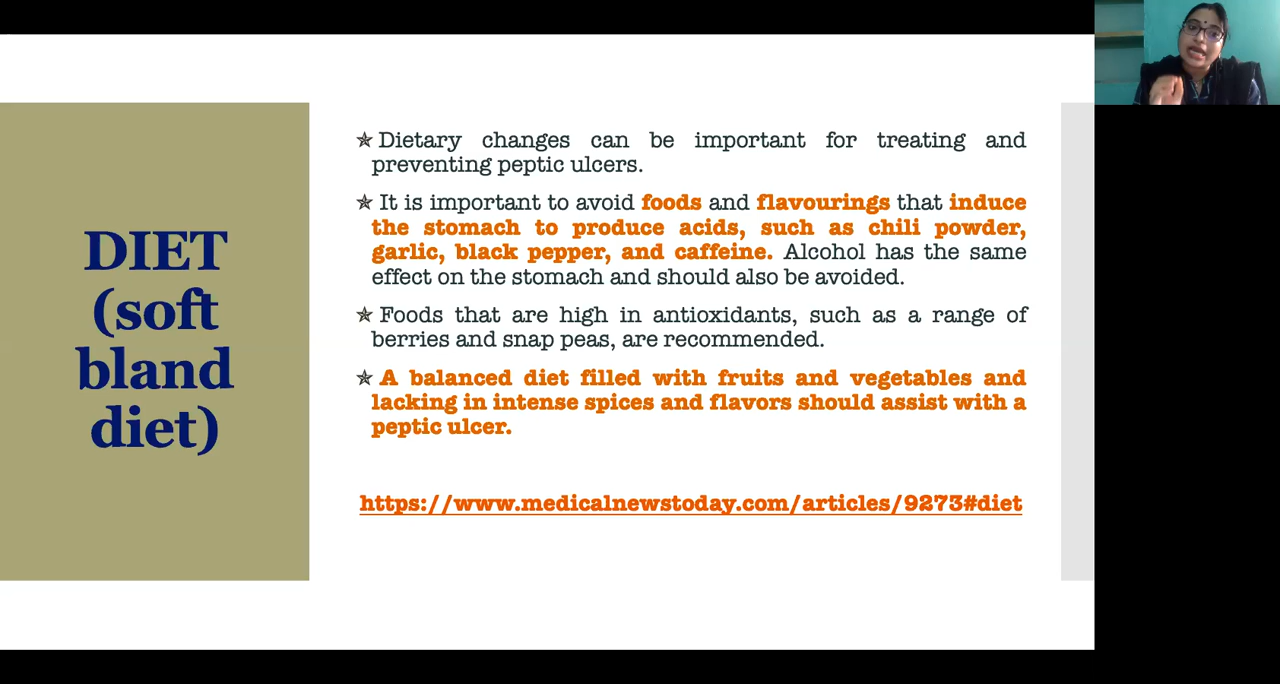 DIET
(soft
bland
diet)
✯ Dietary changes can be important for treating and
preventing peptic ulcers.
✯ It is important to avoid foods and flavourings that induce
the stomach to produce acids, such as chili powder,
garlic, black pepper, and caffeine. Alcohol has the same
effect on the stomach and should also be avoided.
✯ Foods that are high in antioxidants, such as a range of
berries and snap peas, are recommended.
✯ A balanced diet filled with fruits and vegetables and
lacking in intense spices and flavors should assist with a
peptic ulcer.
https://www.medicalnewstoday.com/articles/9273#diet